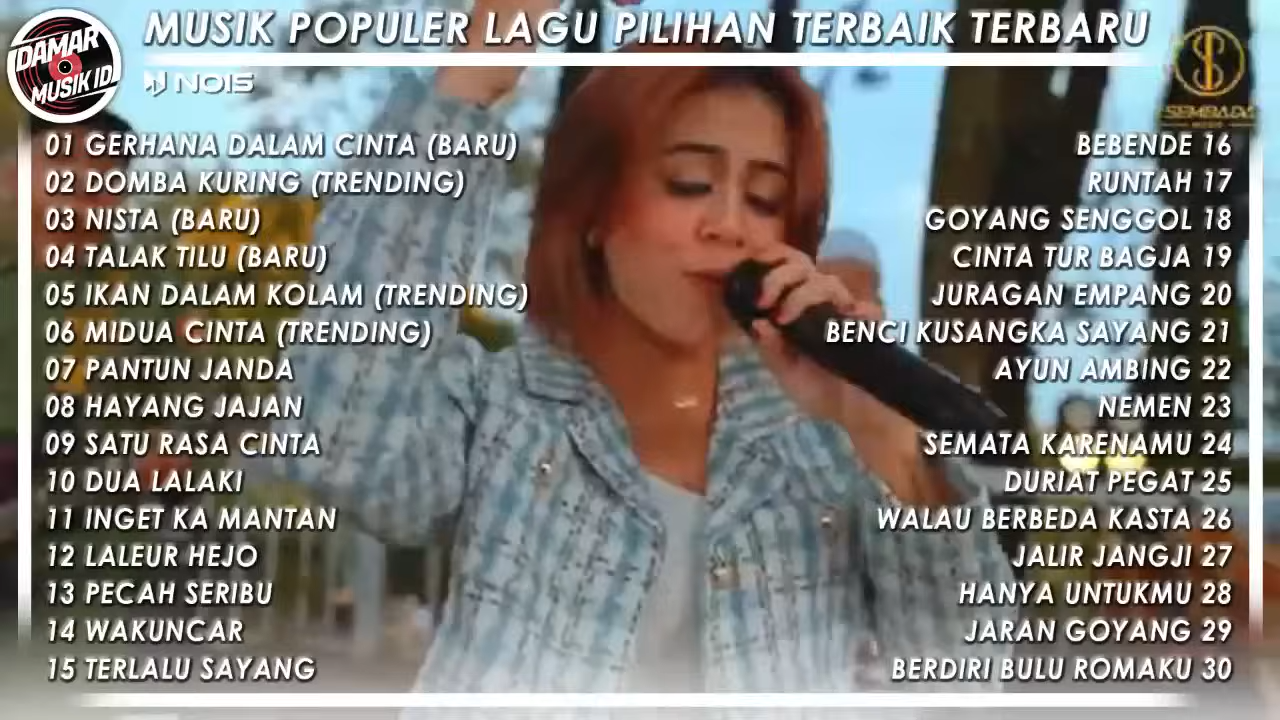 DAMAR
MUSIK ID
MUSIK POPULER LAGU PILIHAN TERBAIK TERBARU
NOIS
SEMBADA
MUSIC
01 GERHANA DALAM CINTA (BARU)
02 DOMBA KURING (TRENDING)
03 NISTA (BARU)
04 TALAK TILU (BARU)
05 IKAN DALAM KOLAM (TRENDING)
06 MIDUA CINTA (TRENDING)
07 PANTUN JANDA
08 HAYANG JAJAN
09 SATU RASA CINTA
10 DUA LALAKI
11 INGET KA MANTAN
12 LALEUR HEJO
13 PECAH SERIBU
14 WAKUNCAR
15 TERLALU SAYANG
BEBENDE 16
RUNTAH 17
GOYANG SENGGOL 18
CINTA TUR BAGJA 19
JURAGAN EMPANG 20
BENCI KUSANGKA SAYANG 21
AYUN AMBING 22
NEMEN 23
SEMATA KARENAMU 24
DURIAT PEGAT 25
WALAU BERBEDA KASTA 26
JALIR JANGJI 27
HANYA UNTUKMU 28
JARAN GOYANG 29
BERDIRI BULU ROMAKU 30